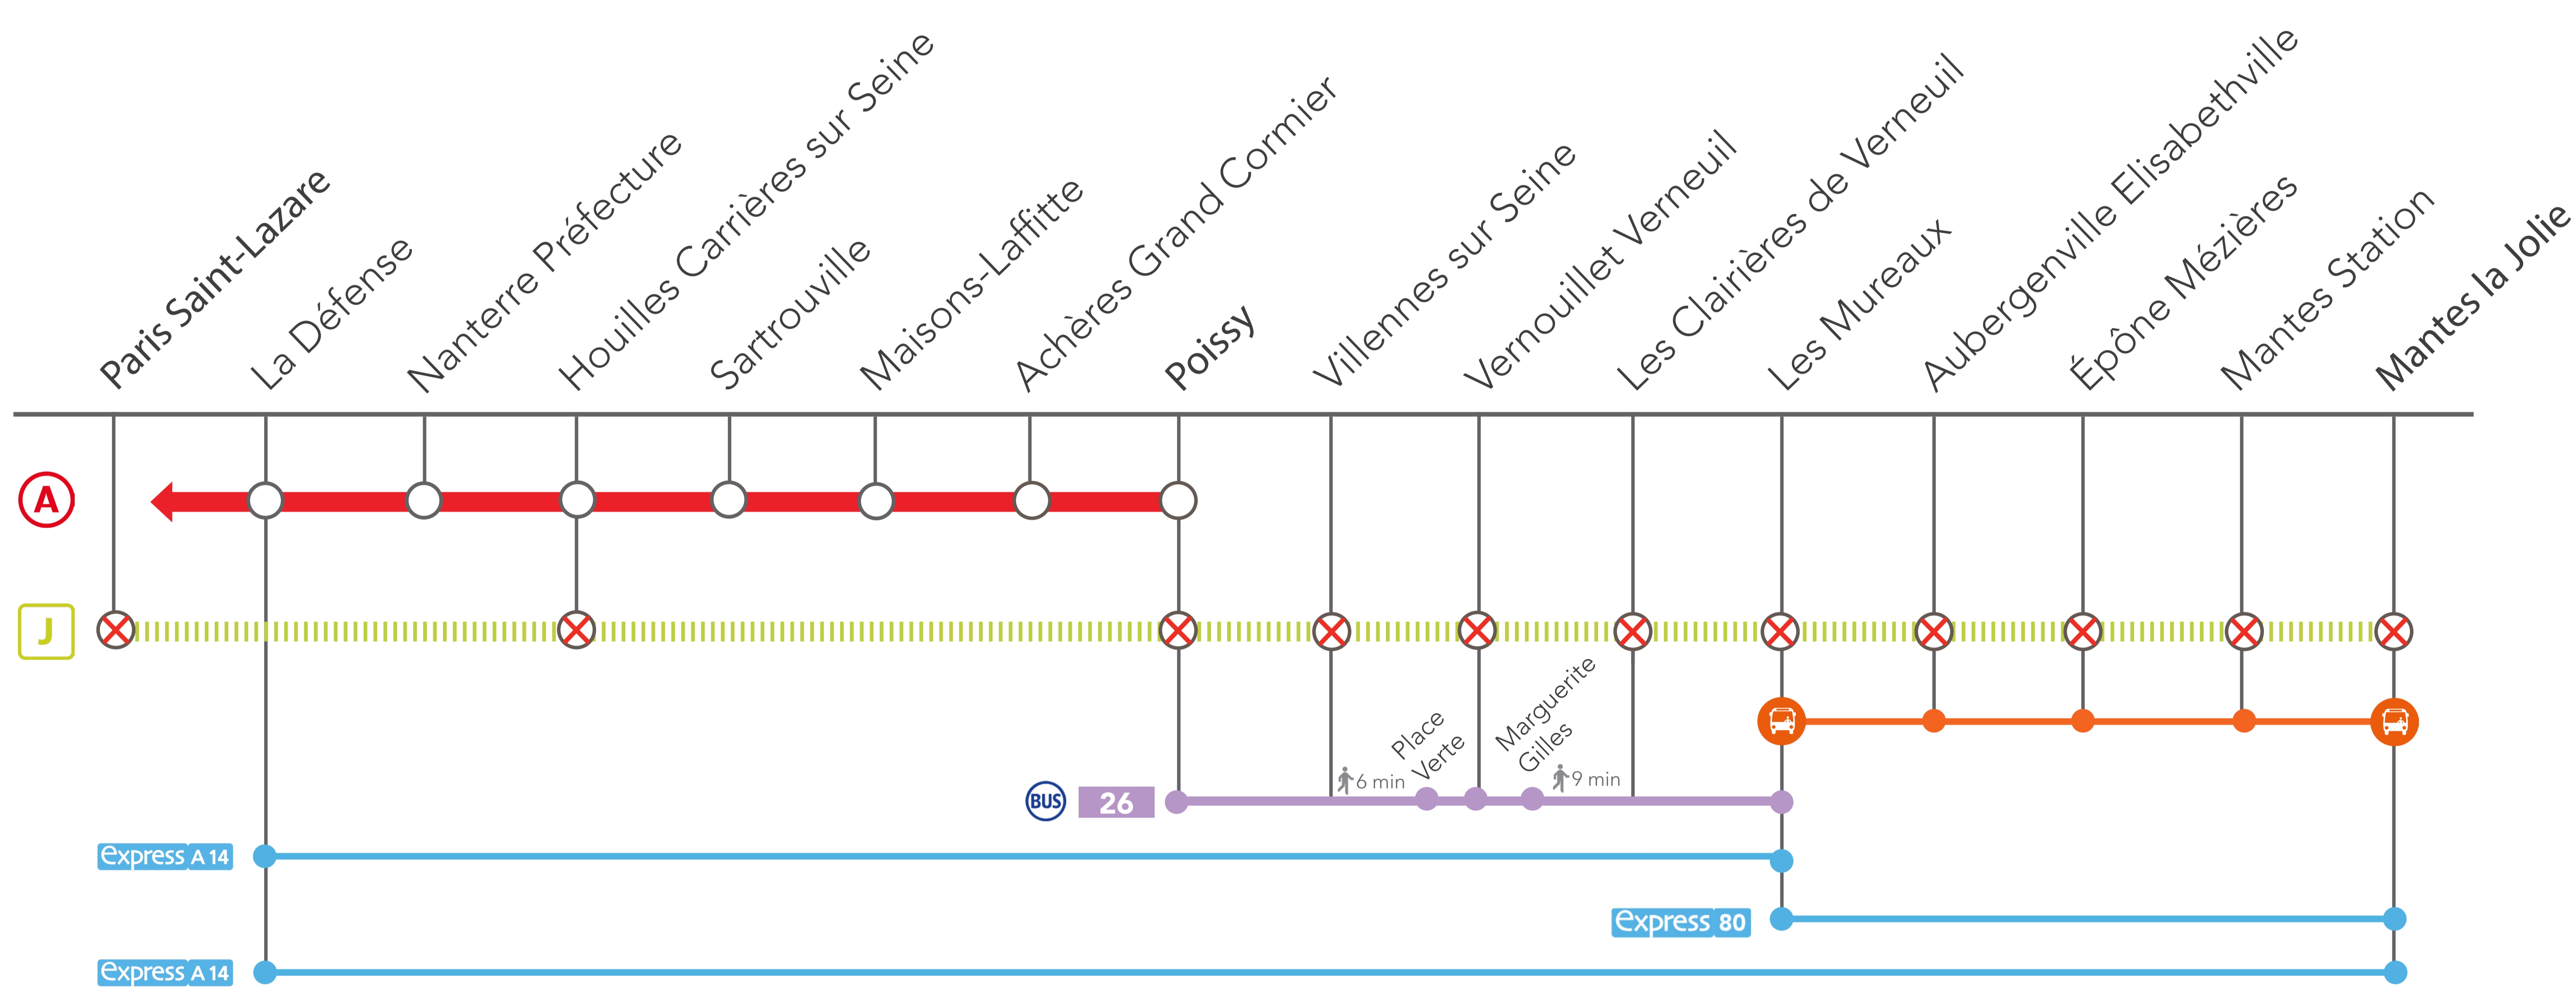 Paris Saint-Lazare
La Défense
Nanterre Préfecture
Houilles Carrières sur Seine
Sartrouville
Maisons-Laffitte
Achères Grand Cormier
Poissy
Villennes sur Seine
Vernouillet Verneuil
Les Clairières de Verneuil
Les Mureaux
Aubergenville Elisabethville
Épône Mézières
Mantes Station
Mantes la Jolie
A
J
Place
Verte
Marguerite
Gilles
6 min
9 min
BUS 26
express A 14
express 80
express A 14